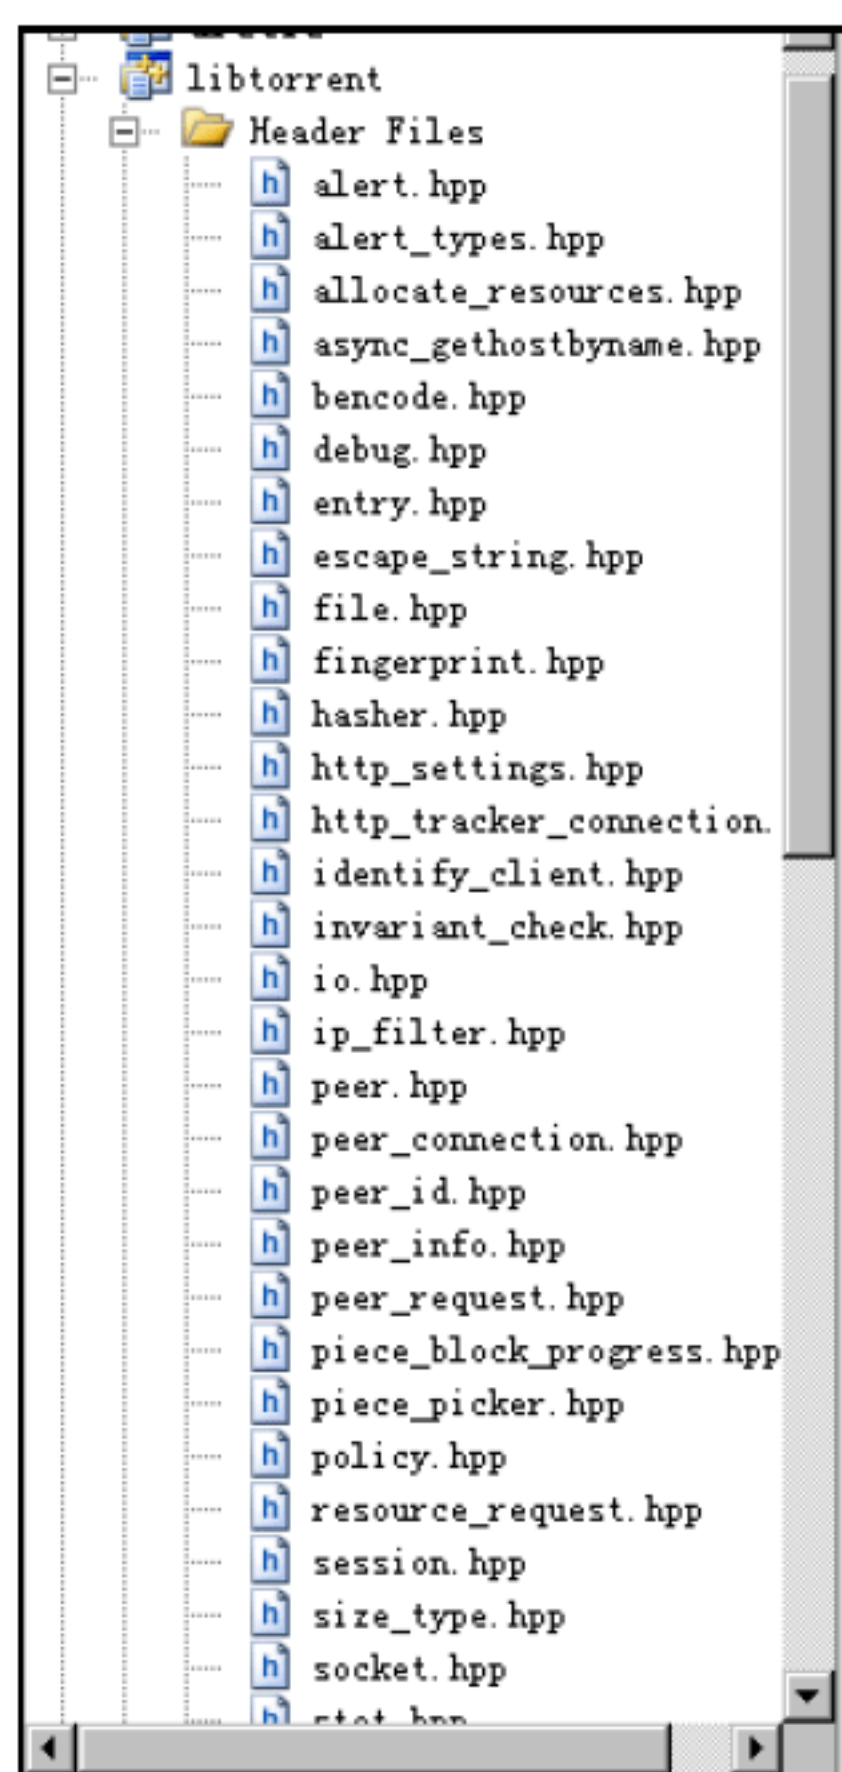 libtorrent
Header Files
alert.hpp
alert_types.hpp
allocate_resources.hpp
async_gethostbyname.hpp
bencode.hpp
debug.hpp
entry.hpp
escape_string.hpp
file.hpp
fingerprint.hpp
hasher.hpp
http_settings.hpp
http_tracker_connection.
identify_client.hpp
invariant_check.hpp
io.hpp
ip_filter.hpp
peer.hpp
peer_connection.hpp
peer_id.hpp
peer_info.hpp
peer_request.hpp
piece_block_progress.hpp
piece_picker.hpp
policy.hpp
resource_request.hpp
session.hpp
size_type.hpp
socket.hpp